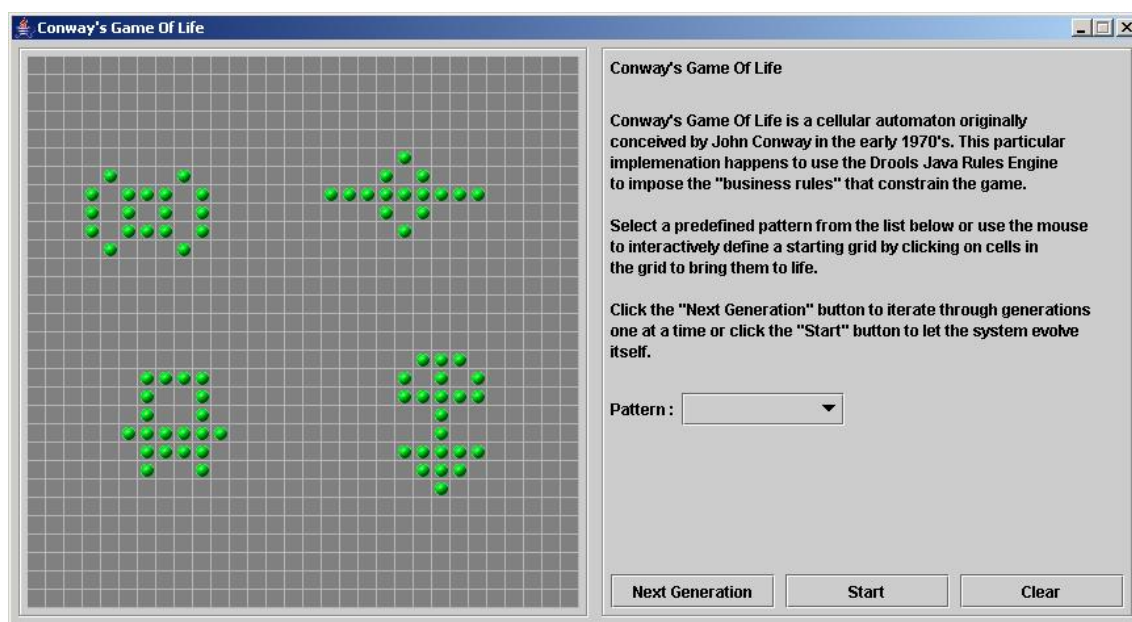 Conway's Game Of Life
Conway's Game Of Life
Conway's Game Of Life is a cellular automaton originally
conceived by John Conway in the early 1970's. This particular
implemenation happens to use the Drools Java Rules Engine
to impose the "business rules" that constrain the game.
Select a predefined pattern from the list below or use the mouse
to interactively define a starting grid by clicking on cells in
the grid to bring them to life.
Click the "Next Generation" button to iterate through generations
one at a time or click the "Start" button to let the system evolve
itself.
Pattern :
Next Generation Start Clear